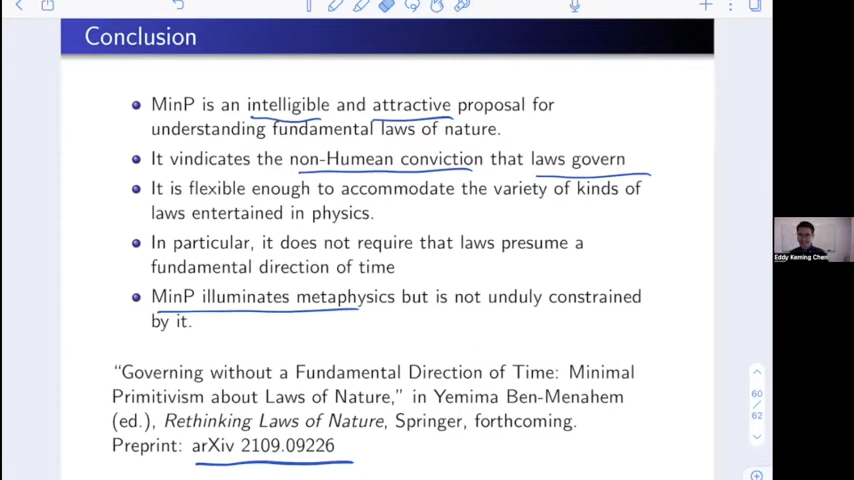 Conclusion
MinP is an intelligible and attractive proposal for
understanding fundamental laws of nature.
It vindicates the non-Humean conviction that laws govern
It is flexible enough to accommodate the variety of kinds of
laws entertained in physics.
In particular, it does not require that laws presume a
fundamental direction of time
MinP illuminates metaphysics but is not unduly constrained
by it.
“Governing without a Fundamental Direction of Time: Minimal
Primitivism about Laws of Nature,” in Yemima Ben-Menahem
(ed.), Rethinking Laws of Nature, Springer, forthcoming.
Preprint: arXiv 2109.09226
60
/
62
Eddy Keming Chen